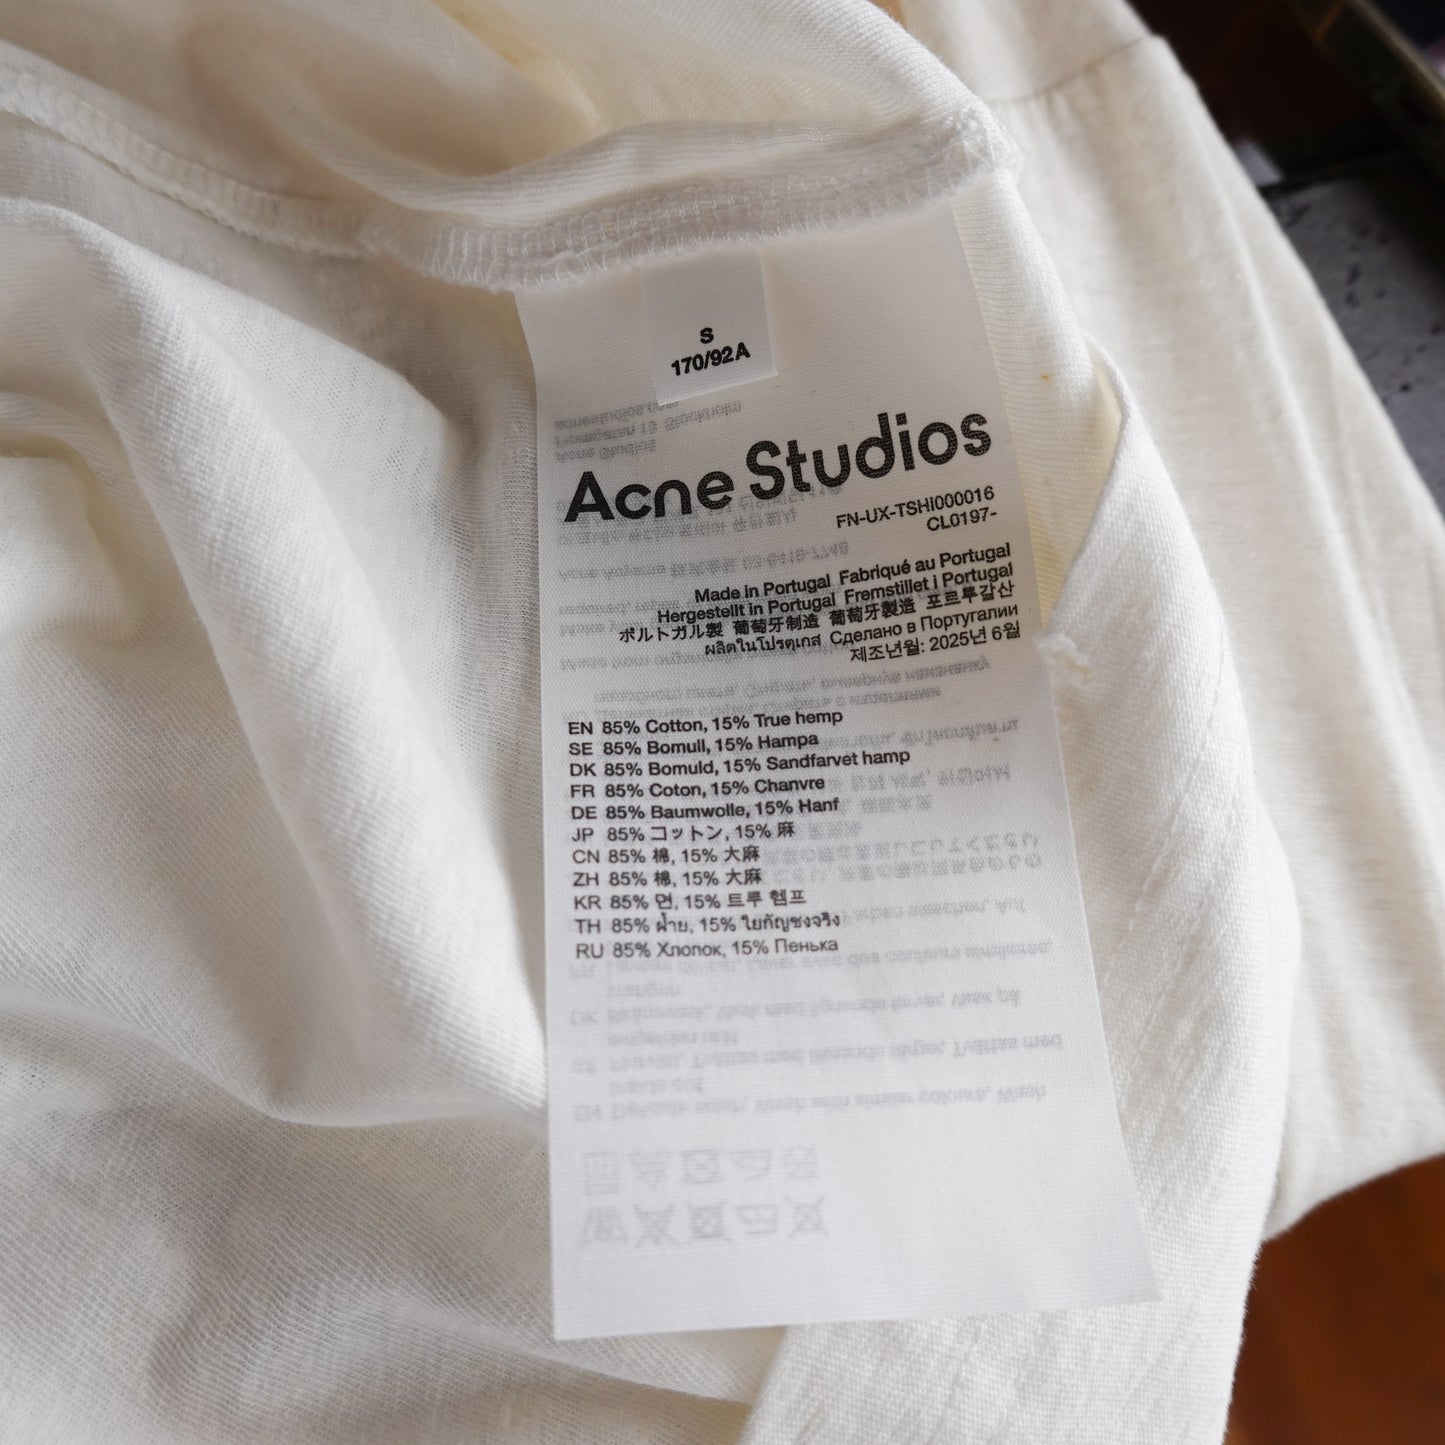 S
170/92A
Acne Studios
FN-UX-TSHI000016
CL0197-
Made in Portugal Fabriqué au Portugal
Hergestellt in Portugal Fremstillet i Portugal
ポルトガル製 葡萄牙制造 葡萄牙製造 포르투갈산
ผลิตในโปรตุเกส Сделано в Португалии
제조년월: 2025년 6월
EN 85% Cotton, 15% True hemp
SE 85% Bomull, 15% Hampa
DK 85% Bomuld, 15% Sandfarvet hamp
FR 85% Coton, 15% Chanvre
DE 85% Baumwolle, 15% Hanf
JP 85% コットン, 15% 麻
CN 85% 棉, 15% 大麻
ZH 85% 棉, 15% 大麻
KR 85% 면, 15% 트루 헴프
TH 85% ฝ้าย, 15% ใยกัญชงจริง
RU 85% Хлопок, 15% Пенька